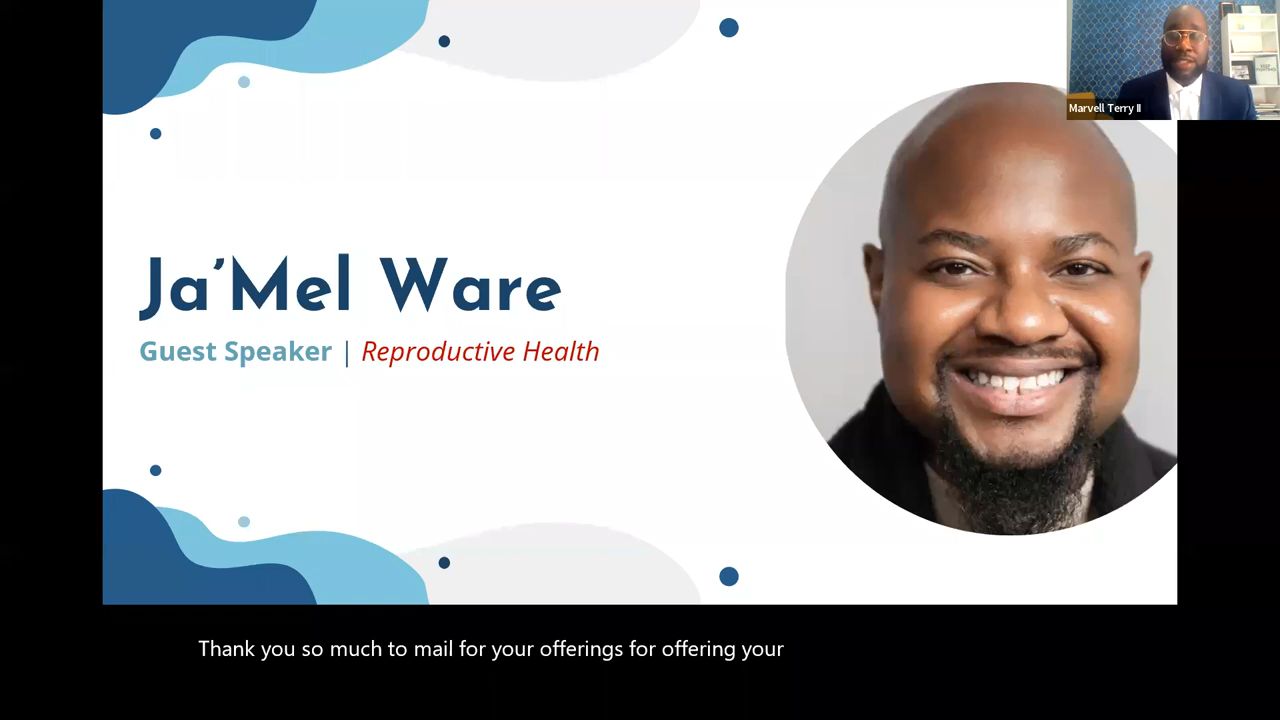 Marvell Terry II
Ja’Mel Ware
Guest Speaker | Reproductive Health
Thank you so much to mail for your offerings for offering your